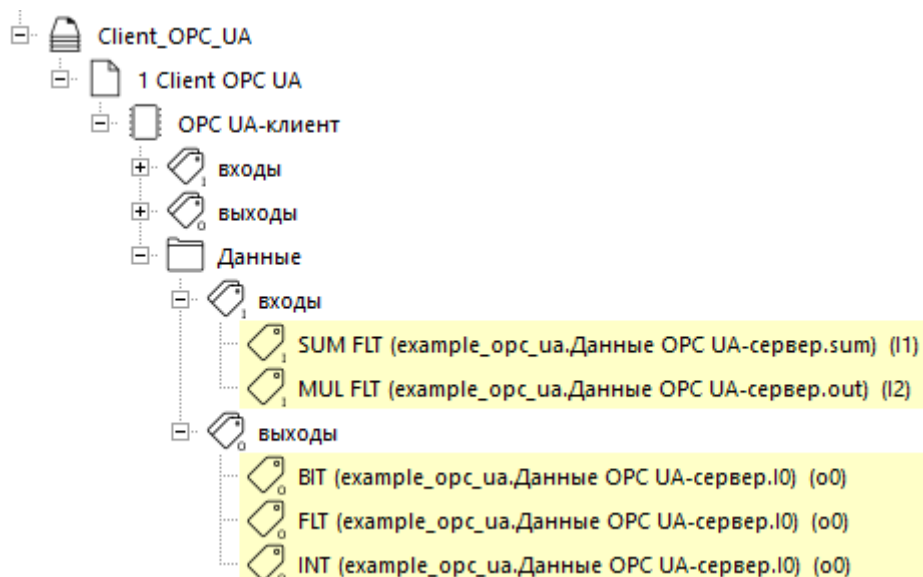 Client_OPC_UA
1 Client OPC UA
OPC UA-клиент
входы
выходы
Данные
входы
SUM FLT (example_opc_ua.Данные OPC UA-сервер.sum) (I1)
MUL FLT (example_opc_ua.Данные OPC UA-сервер.out) (I2)
выходы
BIT (example_opc_ua.Данные OPC UA-сервер.I0) (o0)
FLT (example_opc_ua.Данные OPC UA-сервер.I0) (o0)
INT (example_opc_ua.Данные OPC UA-сервер.I0) (o0)